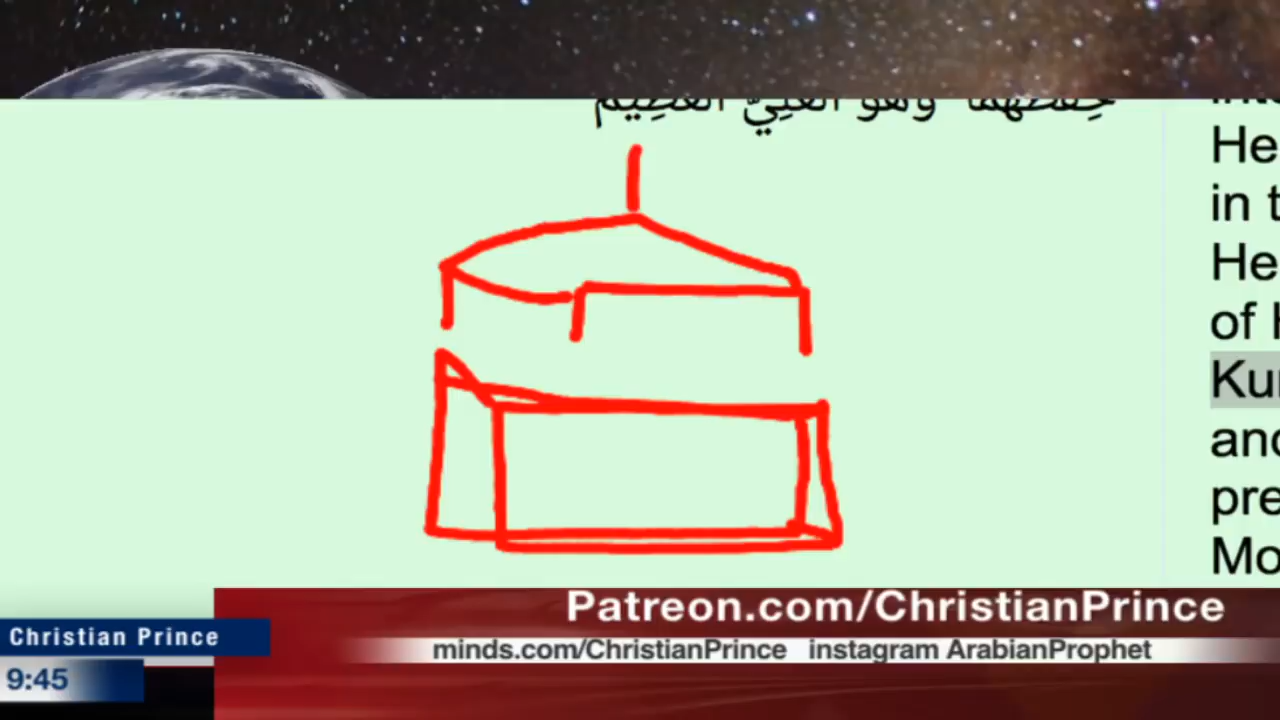 حِفْظُهُمَا وَهُوَ الْعَلِيُّ الْعَظِيمُ
He
in t
He
of
Ku
and
pre
Mo
Patreon.com/ChristianPrince
Christian Prince
minds.com/ChristianPrince instagram ArabianProphet
9:45